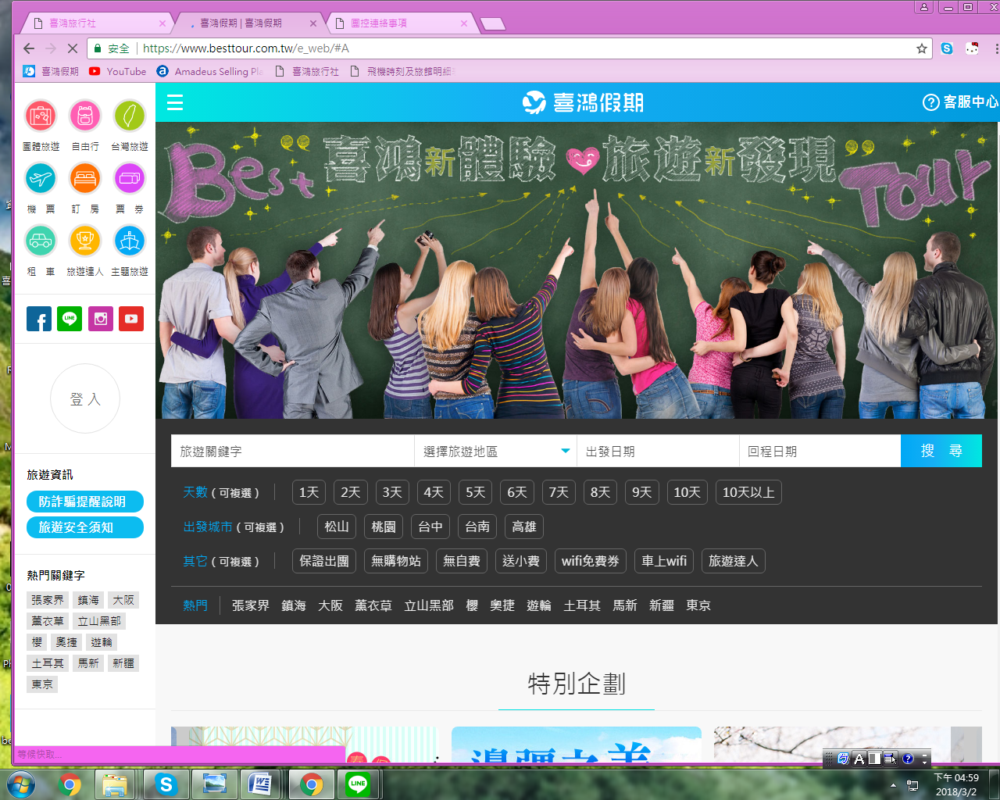 喜鴻旅行社
喜鴻假期 | 喜鴻假期
團控連絡事項
安全
https://www.besttour.com.tw/e_web/#A
喜鴻假期
YouTube
Amadeus Selling Pla
喜鴻旅行社
飛機時刻及旅館明細
喜鴻假期
客服中心
團體旅遊
自由行
台灣旅遊
機 票
訂 房
票 券
租 車
旅遊達人
主題旅遊
LINE
登 入
旅遊資訊
防詐騙提醒說明
旅遊安全須知
熱門關鍵字
張家界 鎮海 大阪
薰衣草 立山黑部
櫻 奧捷 遊輪
土耳其 馬新 新疆
東京
Best 喜鴻新體驗 旅遊新發現 Tour
旅遊關鍵字
選擇旅遊地區
出發日期
回程日期
搜 尋
天數 ( 可複選 ) 1天 2天 3天 4天 5天 6天 7天 8天 9天 10天 10天以上
出發城市 ( 可複選 ) 松山 桃園 台中 台南 高雄
其它 ( 可複選 ) 保證出團 無購物站 無自費 送小費 wifi免費券 車上wifi 旅遊達人
熱門 張家界 鎮海 大阪 薰衣草 立山黑部 櫻 奧捷 遊輪 土耳其 馬新 新疆 東京
特別企劃
等候快取...
下午 04:59
2018/3/2